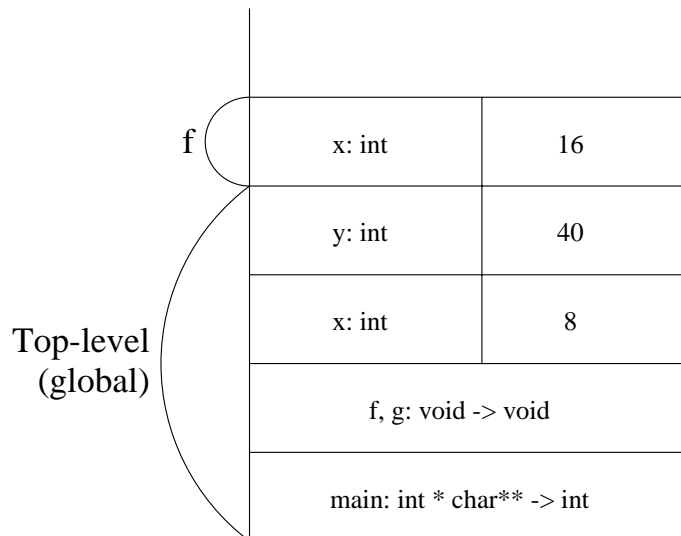 f
x: int 16
y: int 40
x: int 8
Top-level
(global)
f, g: void -> void
main: int * char** -> int